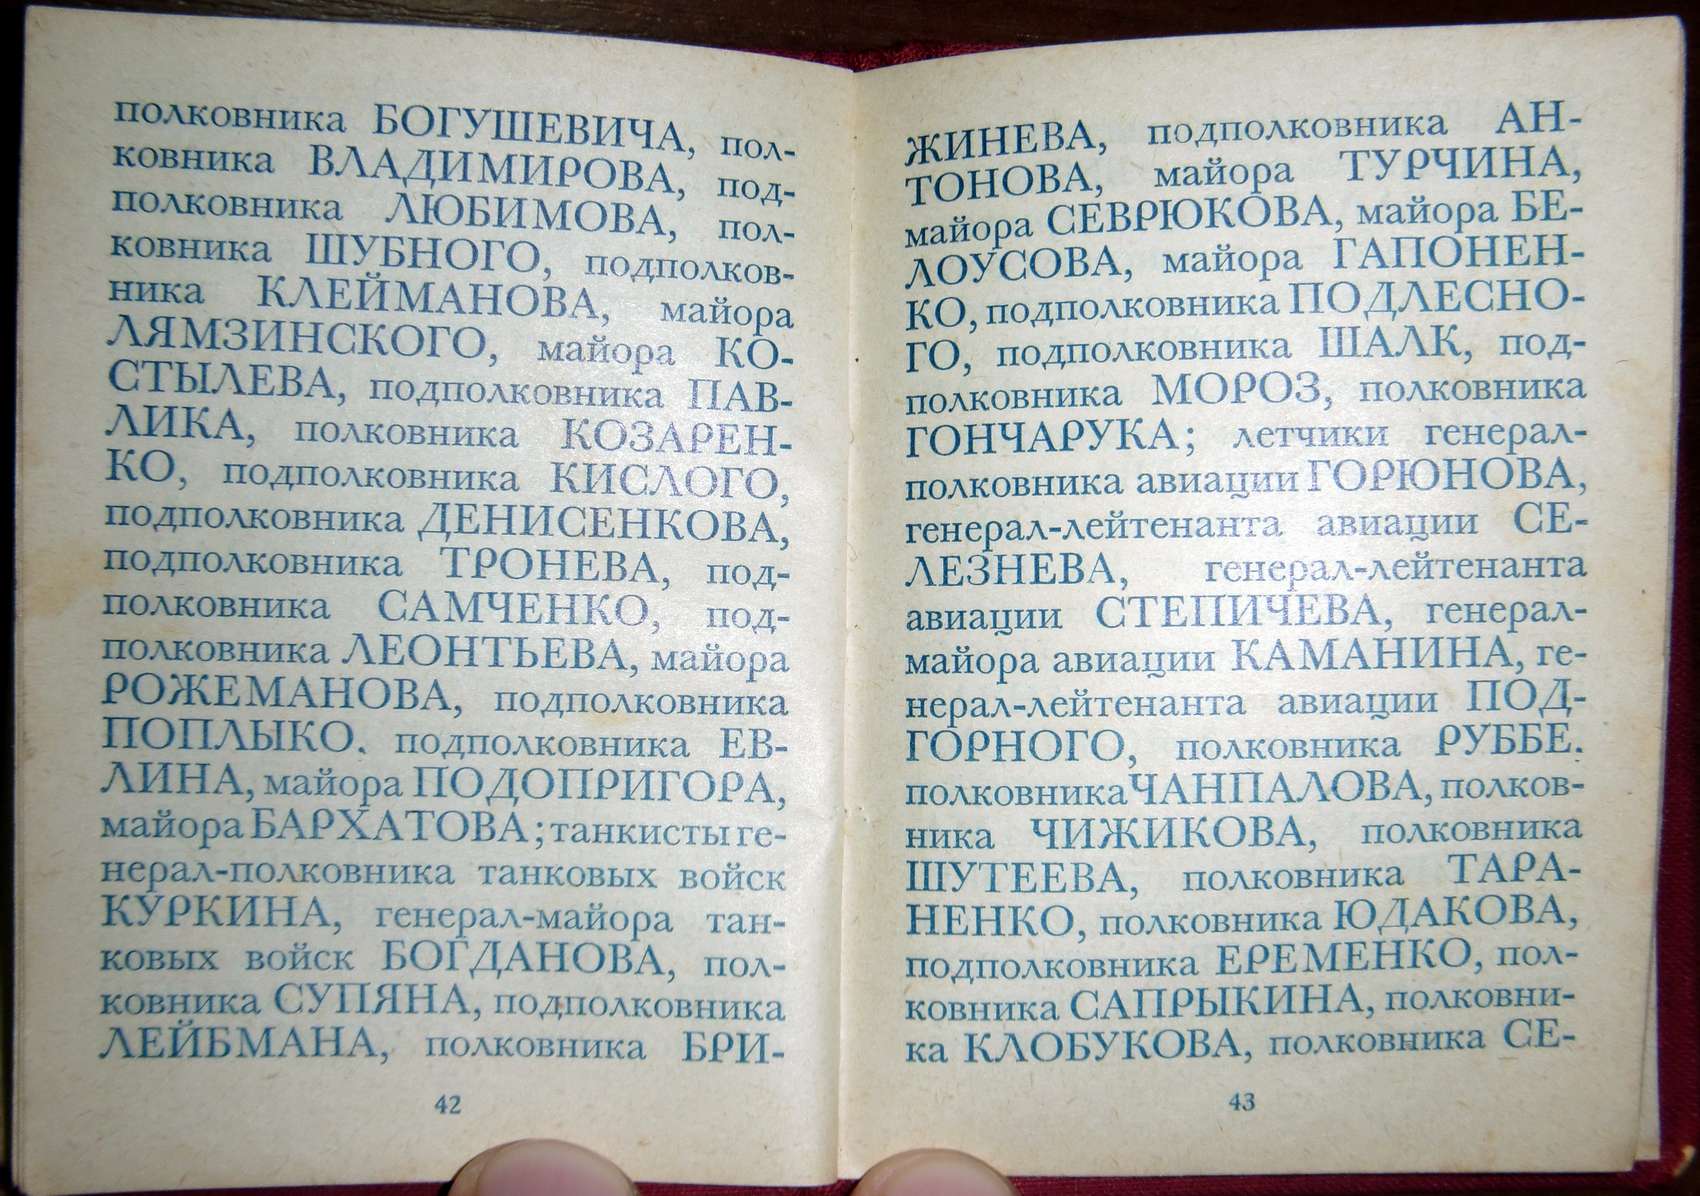 полковника БОГУШЕВИЧА, пол-
ковника ВЛАДИМИРОВА, под-
полковника ЛЮБИМОВА, пол-
ковника ШУБНОГО, подполков-
ника КЛЕЙМАНОВА, майора
ЛЯМЗИНСКОГО, майора КО-
СТЫЛЕВА, подполковника ПАВ-
ЛИКА, полковника КОЗАРЕН-
КО, подполковника КИСЛОГО,
подполковника ДЕНИСЕНКОВА,
подполковника ТРОНЕВА, под-
полковника САМЧЕНКО, под-
полковника ЛЕОНТЬЕВА, майора
РОЖЕМАНОВА, подполковника
ПОПЛЫКО. подполковника ЕВ-
ЛИНА, майора ПОДОПРИГОРА,
майора БАРХАТОВА; танкисты ге-
нерал-полковника танковых войск
КУРКИНА, генерал-майора тан-
ковых войск БОГДАНОВА, пол-
ковника СУПЯНА, подполковника
ЛЕЙБМАНА, полковника БРИ-
42
ЖИНЕВА, подполковника АН-
ТОНОВА, майора ТУРЧИНА,
майора СЕВРЮКОВА, майора БЕ-
ЛОУСОВА, майора ГАПОНЕН-
КО, подполковника ПОДЛЕСНО-
ГО, подполковника ШАЛК, под-
полковника МОРОЗ, полковника
ГОНЧАРУКА; летчики генерал-
полковника авиации ГОРЮНОВА,
генерал-лейтенанта авиации СЕ-
ЛЕЗНЕВА, генерал-лейтенанта
авиации СТЕПИЧЕВА, генерал-
майора авиации КАМАНИНА, ге-
нерал-лейтенанта авиации ПОД-
ГОРНОГО, полковника РУББЕ.
полковника ЧАНПАЛОВА, полков-
ника ЧИЖИКОВА, полковника
ШУТЕЕВА, полковника ТАРА-
НЕНКО, полковника ЮДАКОВА,
подполковника ЕРЕМЕНКО, пол-
ковника САПРЫКИНА, полковни-
ка КЛОБУКОВА, полковника СЕ-
43